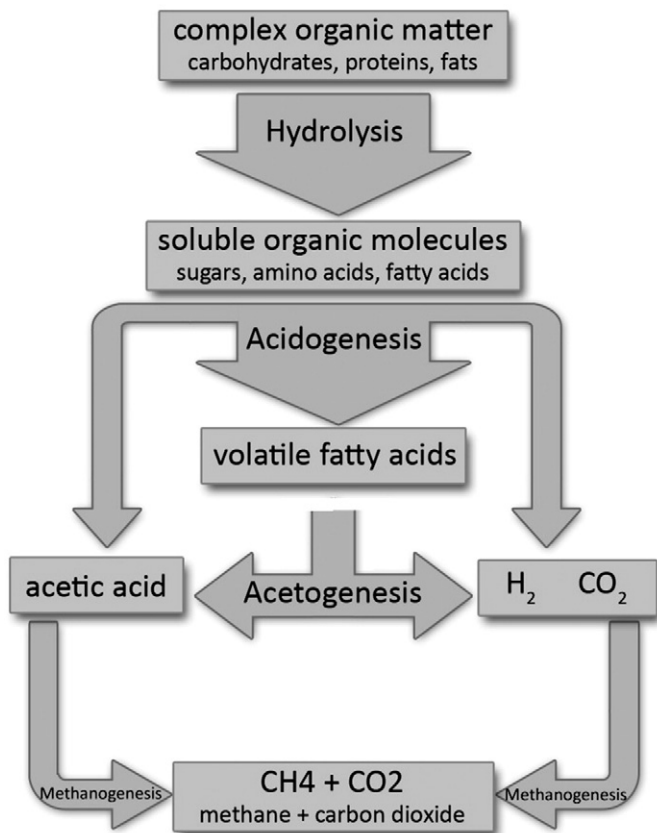 complex organic matter
carbohydrates, proteins, fats
Hydrolysis
soluble organic molecules
sugars, amino acids, fatty acids
Acidogenesis
volatile fatty acids
acetic acid
Acetogenesis
H₂ CO₂
Methanogenesis
CH4 + CO2
methane + carbon dioxide
Methanogenesis